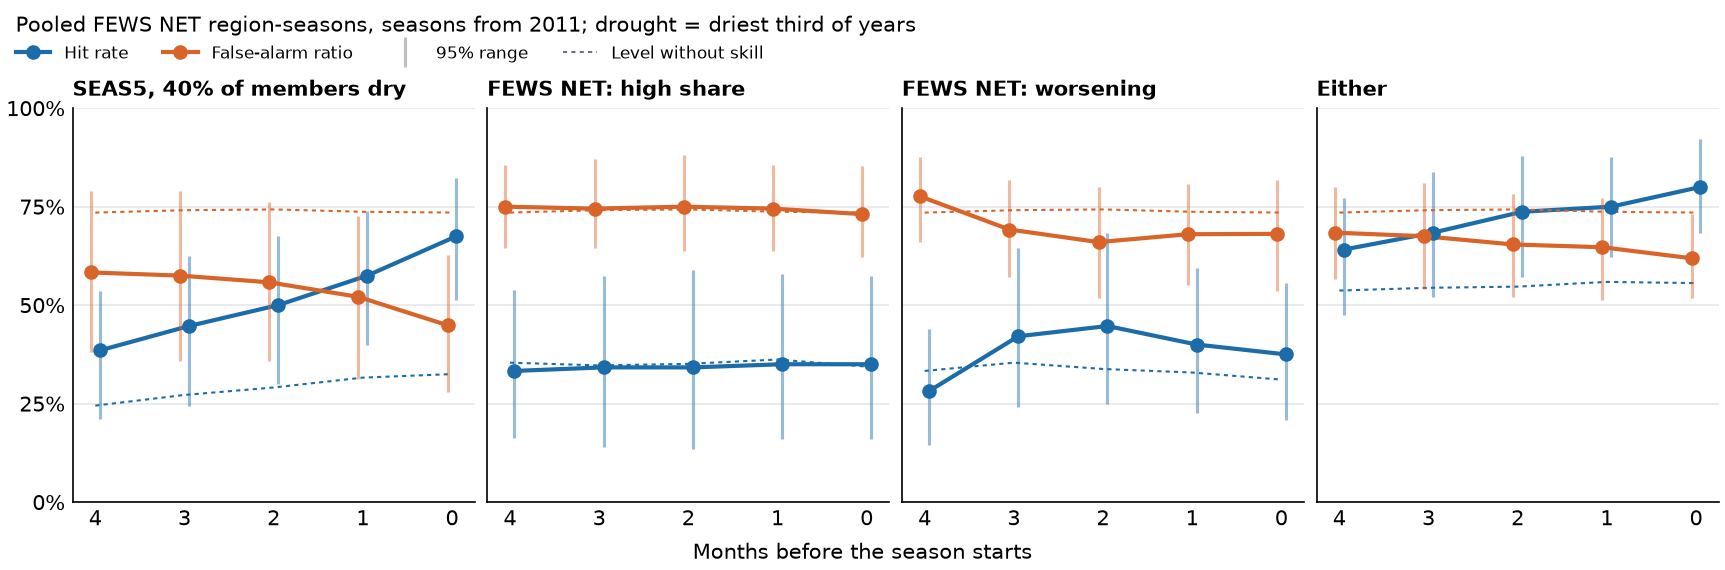 Pooled FEWS NET region-seasons, seasons from 2011; drought = driest third of years
Hit rate False-alarm ratio 95% range Level without skill
SEAS5, 40% of members dry FEWS NET: high share FEWS NET: worsening Either
100%
75%
50%
25%
0%
4 3 2 1 0 4 3 2 1 0 4 3 2 1 0 4 3 2 1 0
Months before the season starts